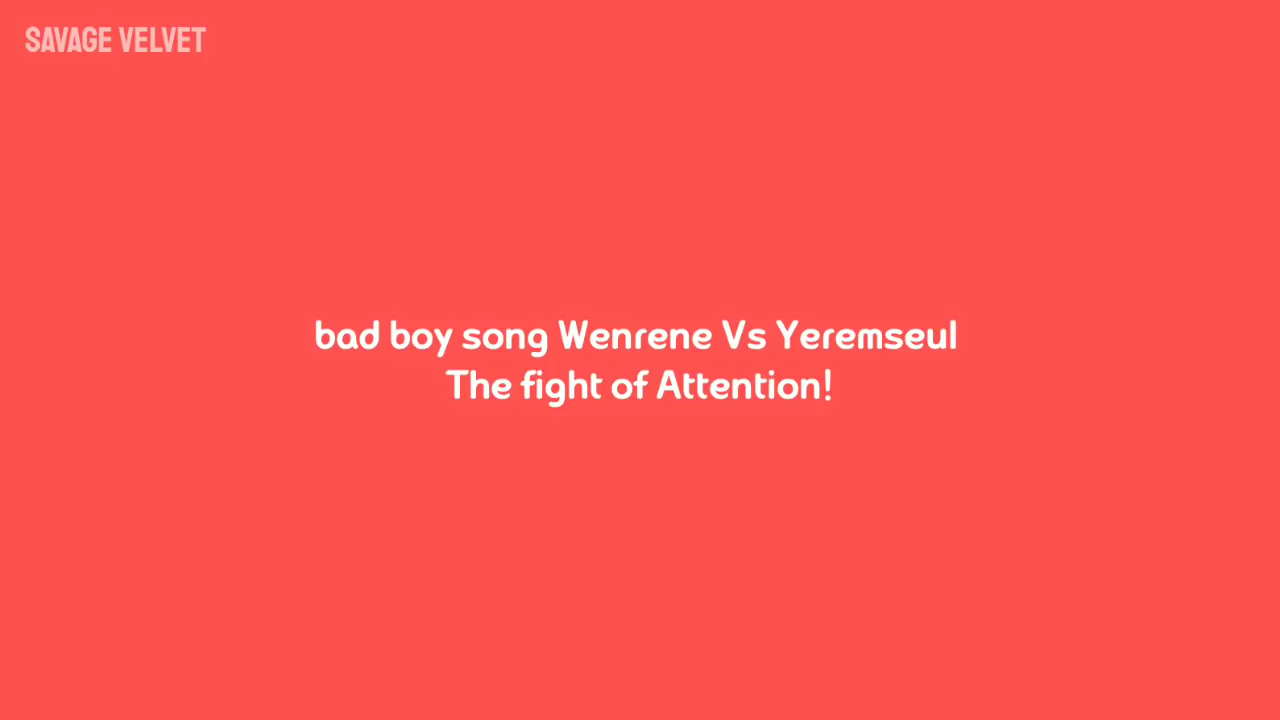 SAVAGE VELVET
bad boy song Wenrene Vs Yeremseul
The fight of Attention!